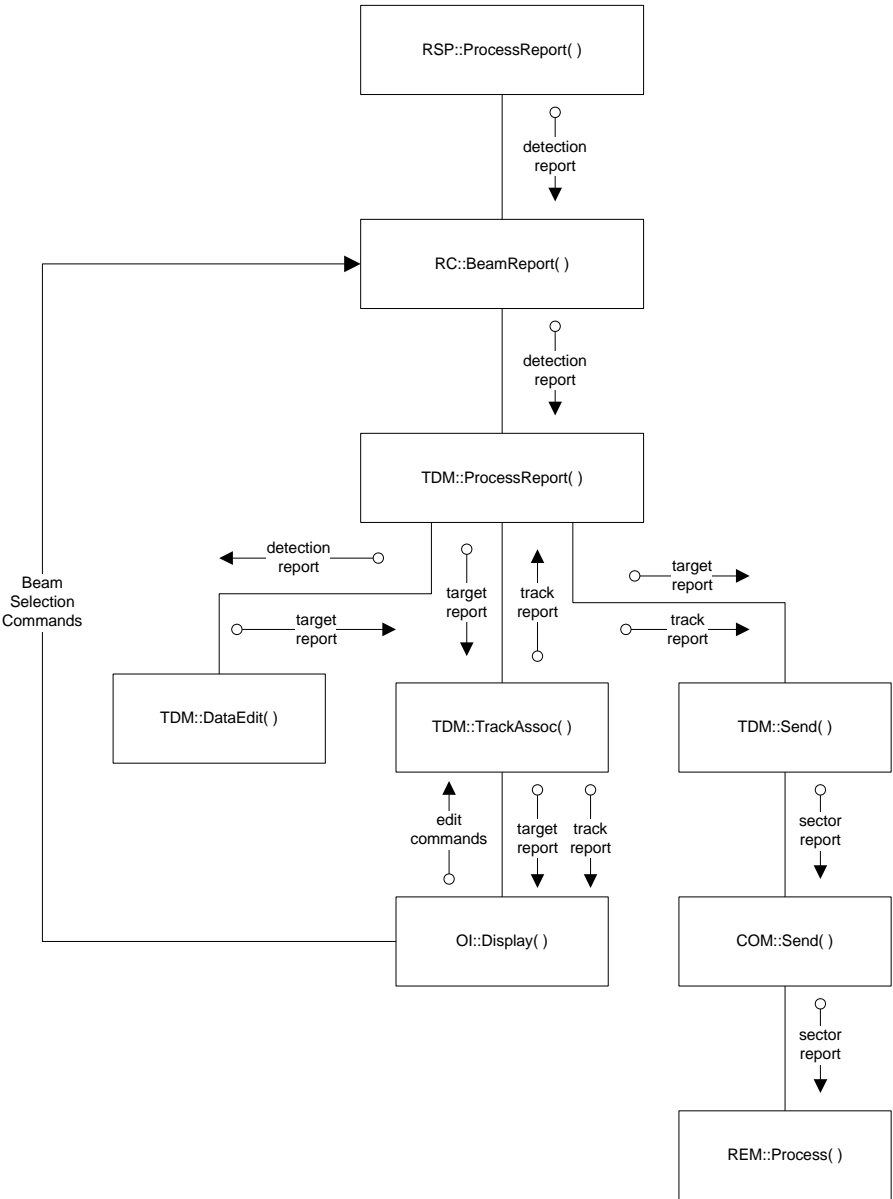 RSP::ProcessReport( )
detection
report
RC::BeamReport( )
detection
report
TDM::ProcessReport( )
detection
report
target
report
track
report
target
report
Beam
Selection
Commands
target
report
track
report
TDM::DataEdit( )
TDM::TrackAssoc( )
TDM::Send( )
edit
commands
target
report
track
report
sector
report
OI::Display( )
COM::Send( )
sector
report
REM::Process( )